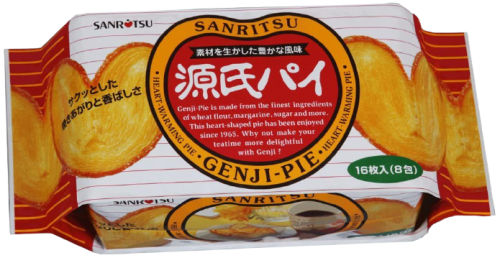 SANRITSU
SANRITSU
素材を生かした豊かな風味
源氏パイ
サクッとした
焼きあがりと香ばしさ
Genji-Pie is made from the finest ingredients
of wheat flour, margarine, sugar and more.
This heart-shaped pie has been enjoyed
since 1965. Why not make your
teatime more delightful
with Genji?
HEART-WARMING PIE
GENJI-PIE
HEART-WARMING PIE
16枚入(8包)
SANRITSU
SANRITSU